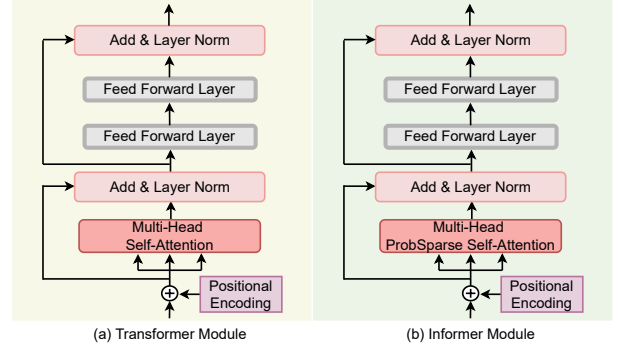 Add & Layer Norm
Feed Forward Layer
Feed Forward Layer
Add & Layer Norm
Multi-Head
Self-Attention
Positional
Encoding
(a) Transformer Module
Add & Layer Norm
Feed Forward Layer
Feed Forward Layer
Add & Layer Norm
Multi-Head
ProbSparse Self-Attention
Positional
Encoding
(b) Informer Module